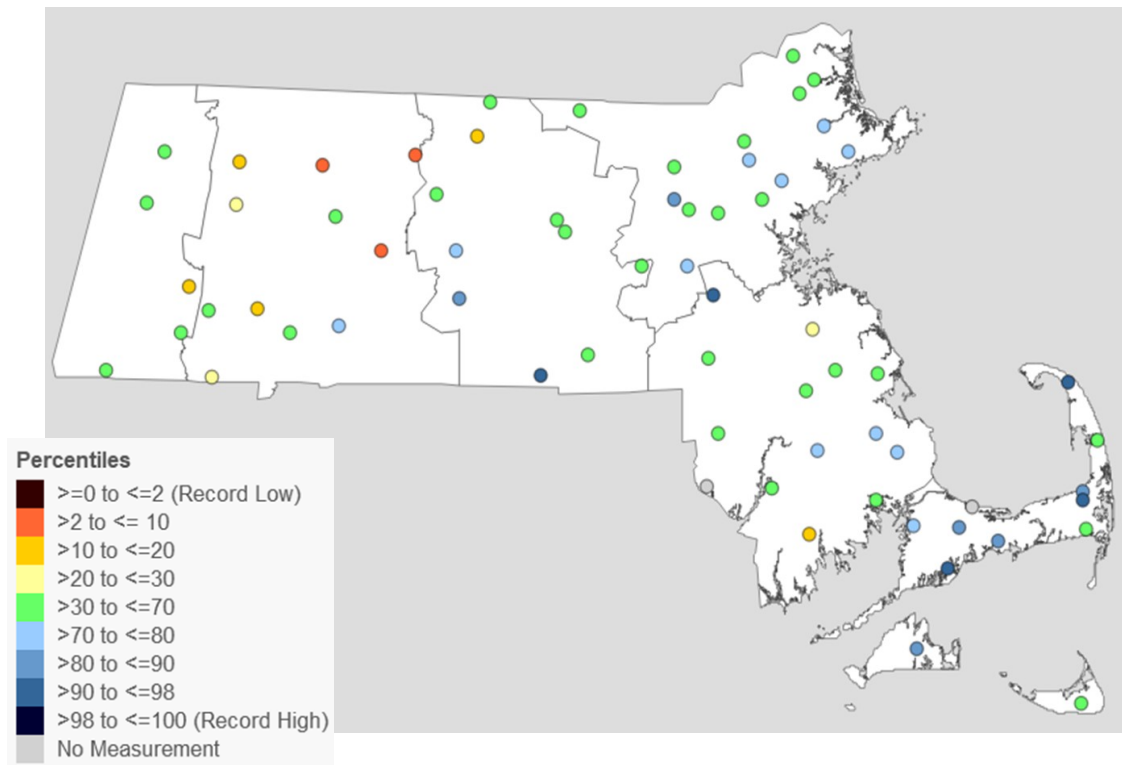 Percentiles
>=0 to <=2 (Record Low)
>2 to <= 10
>10 to <=20
>20 to <=30
>30 to <=70
>70 to <=80
>80 to <=90
>90 to <=98
>98 to <=100 (Record High)
No Measurement